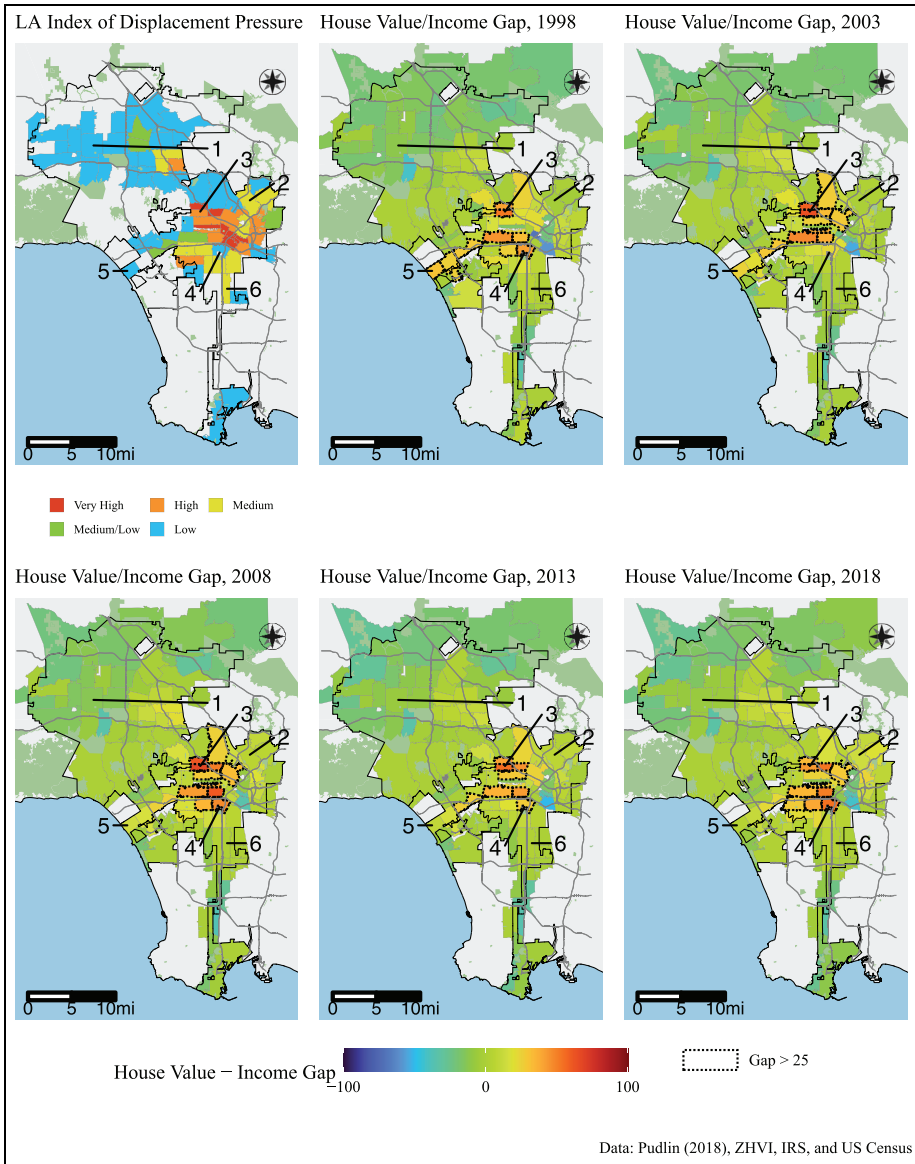 LA Index of Displacement Pressure
House Value/Income Gap, 1998
House Value/Income Gap, 2003
1
3
2
5
4
6
0 5 10mi
1
3
2
5
4
6
0 5 10mi
1
3
2
5
4
6
0 5 10mi
Very High
High
Medium
Medium/Low
Low
House Value/Income Gap, 2008
House Value/Income Gap, 2013
House Value/Income Gap, 2018
1
3
2
5
4
6
0 5 10mi
1
3
2
5
4
6
0 5 10mi
1
3
2
5
4
6
0 5 10mi
House Value − Income Gap
−100 0 100
Gap > 25
Data: Pudlin (2018), ZHVI, IRS, and US Census